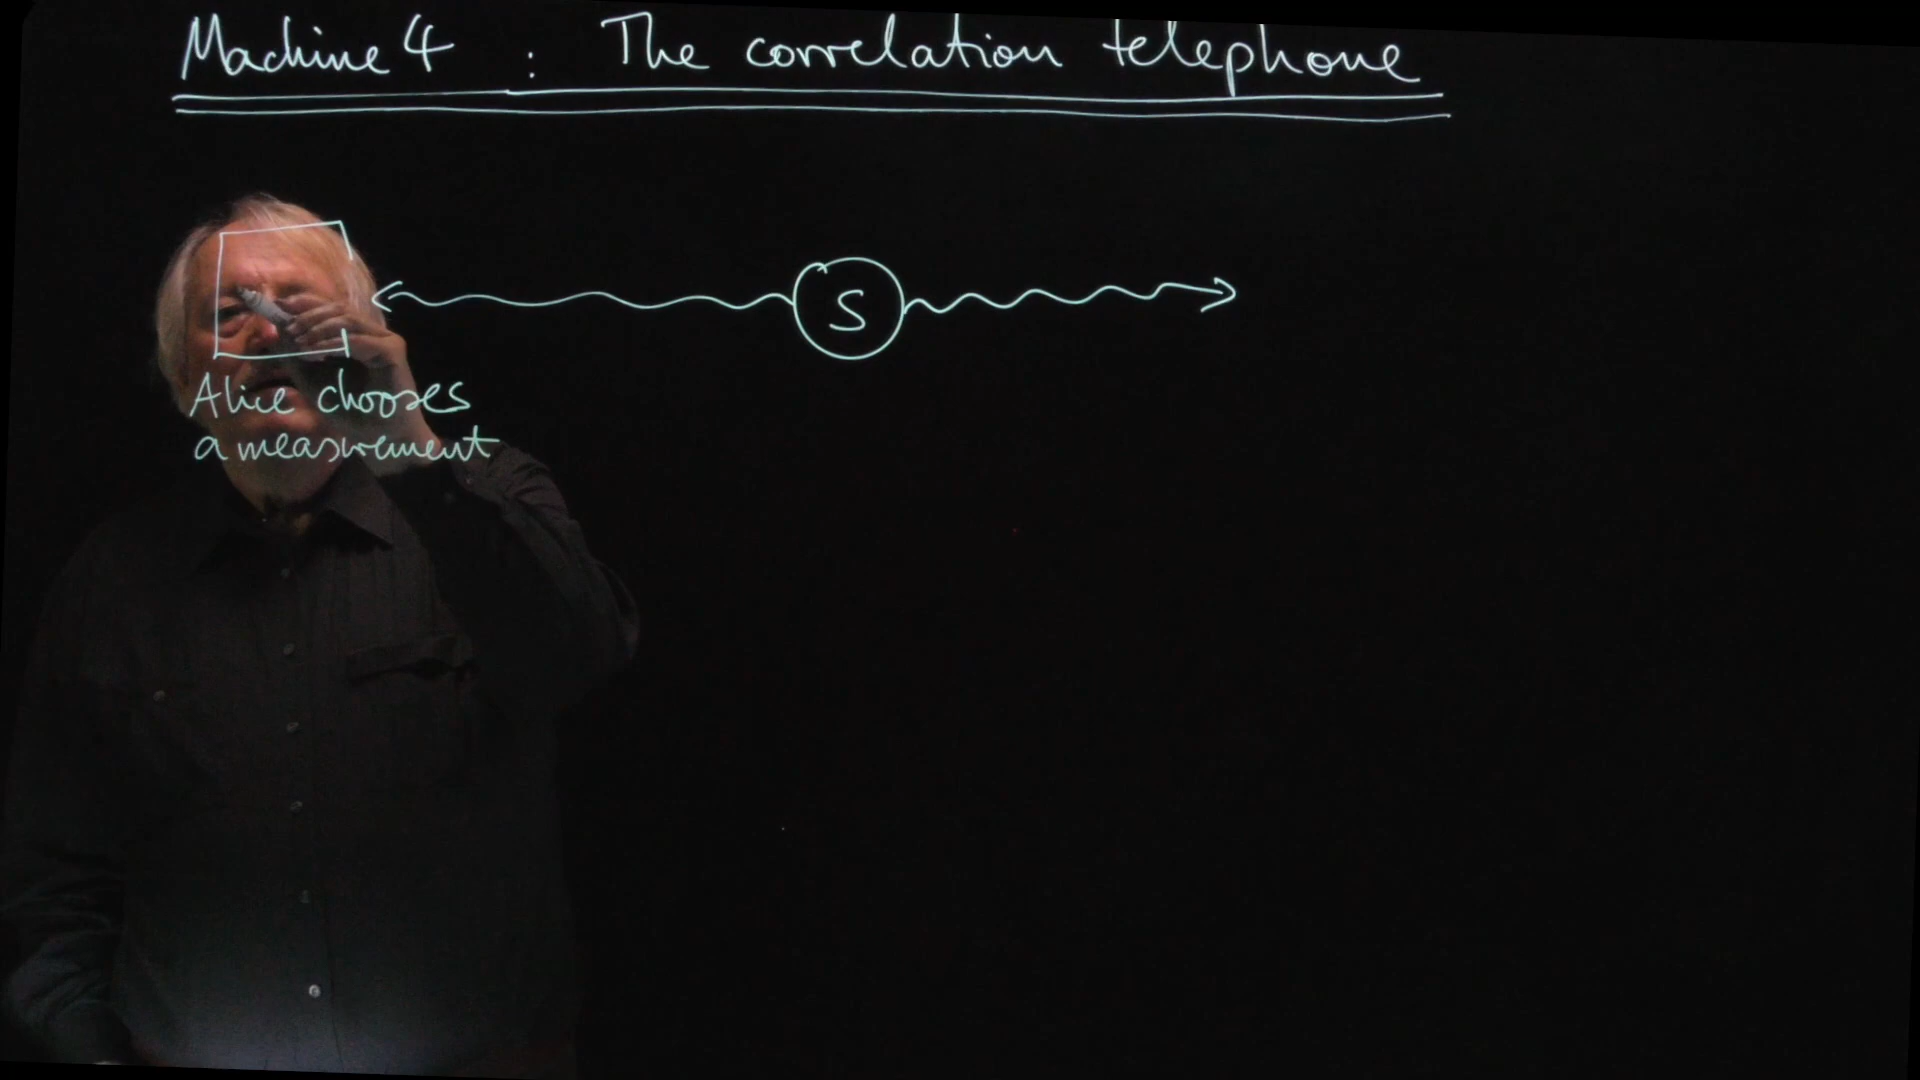 Machine 4 : The correlation telephone
S
Alice chooses
a measurement